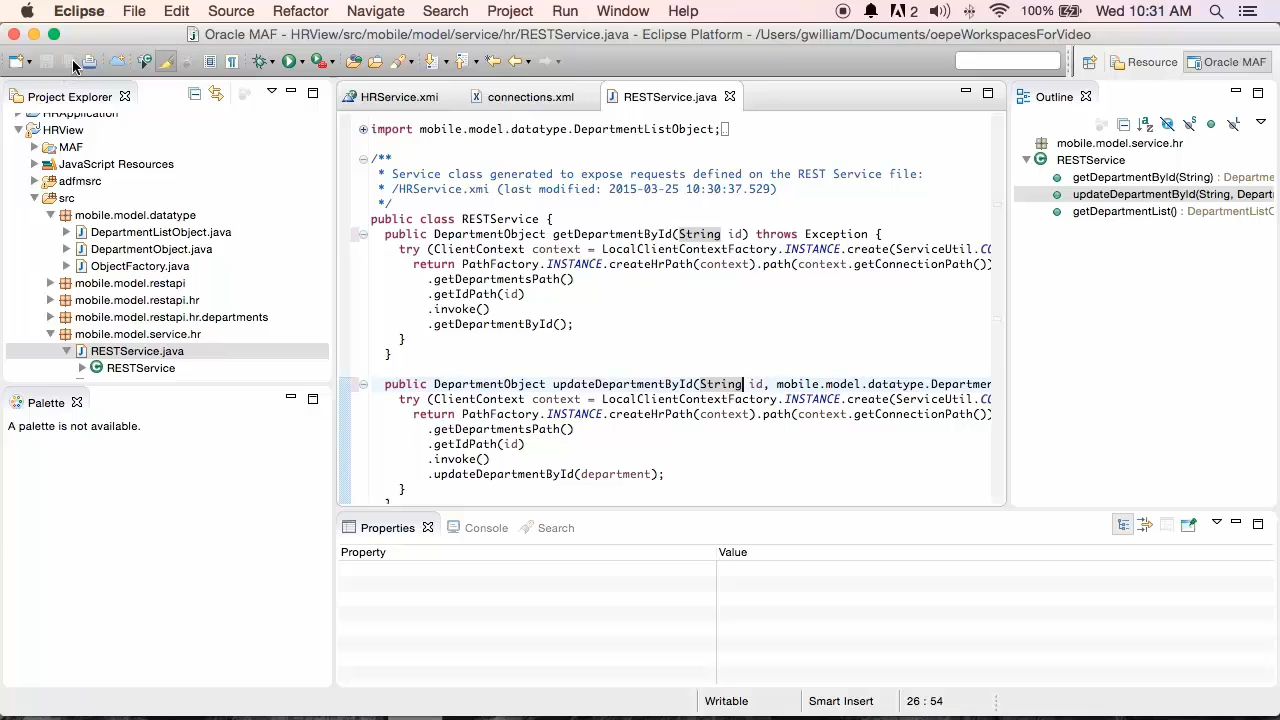 Eclipse File Edit Source Refactor Navigate Search Project Run Window Help 2 100% Wed 10:31 AM
Oracle MAF - HRView/src/mobile/model/service/hr/RESTService.java - Eclipse Platform - /Users/gwilliam/Documents/oepeWorkspacesForVideo
Resource Oracle MAF
Project Explorer
HRApplication
HRView
MAF
JavaScript Resources
adfmsrc
src
mobile.model.datatype
DepartmentListObject.java
DepartmentObject.java
ObjectFactory.java
mobile.model.restapi
mobile.model.restapi.hr
mobile.model.restapi.hr.departments
mobile.model.service.hr
RESTService.java
RESTService
Palette
A palette is not available.
HRService.xmi connections.xml RESTService.java
import mobile.model.datatype.DepartmentListObject;
/**
* Service class generated to expose requests defined on the REST Service file:
* /HRService.xmi (last modified: 2015-03-25 10:30:37.529)
*/
public class RESTService {
public DepartmentObject getDepartmentById(String id) throws Exception {
try (ClientContext context = LocalClientContextFactory.INSTANCE.create(ServiceUtil.CO
return PathFactory.INSTANCE.createHrPath(context).path(context.getConnectionPath())
.getDepartmentsPath()
.getIdPath(id)
.invoke()
.getDepartmentById();
}
}
public DepartmentObject updateDepartmentById(String id, mobile.model.datatype.Departmen
try (ClientContext context = LocalClientContextFactory.INSTANCE.create(ServiceUtil.CO
return PathFactory.INSTANCE.createHrPath(context).path(context.getConnectionPath())
.getDepartmentsPath()
.getIdPath(id)
.invoke()
.updateDepartmentById(department);
}
}
Outline
mobile.model.service.hr
RESTService
getDepartmentById(String) : Departme
updateDepartmentById(String, Depart
getDepartmentList() : DepartmentListO
Properties Console Search
Property Value
Writable Smart Insert 26 : 54